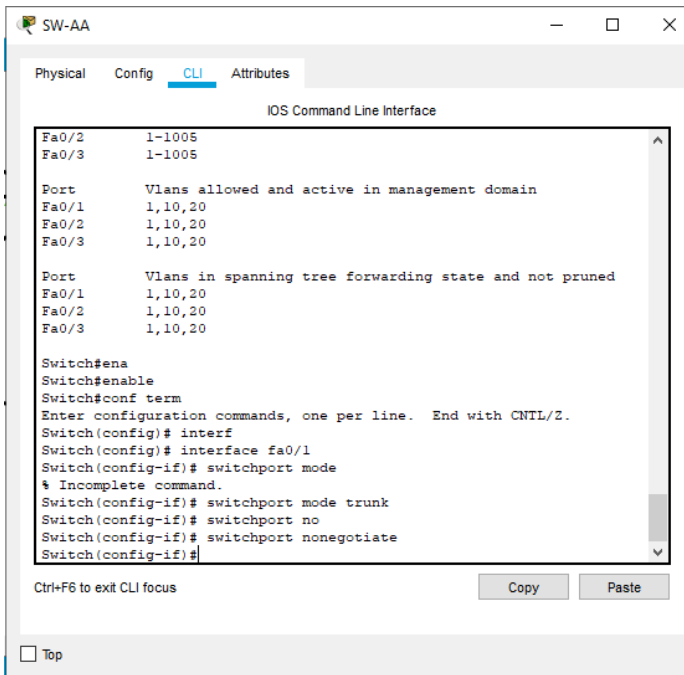 SW-AA
Physical Config CLI Attributes
IOS Command Line Interface
Fa0/2 1-1005
Fa0/3 1-1005
Port Vlans allowed and active in management domain
Fa0/1 1,10,20
Fa0/2 1,10,20
Fa0/3 1,10,20
Port Vlans in spanning tree forwarding state and not pruned
Fa0/1 1,10,20
Fa0/2 1,10,20
Fa0/3 1,10,20
Switch#ena
Switch#enable
Switch#conf term
Enter configuration commands, one per line. End with CNTL/Z.
Switch(config)# interf
Switch(config)# interface fa0/1
Switch(config-if)# switchport mode
% Incomplete command.
Switch(config-if)# switchport mode trunk
Switch(config-if)# switchport no
Switch(config-if)# switchport nonegotiate
Switch(config-if)#
Ctrl+F6 to exit CLI focus Copy Paste
Top